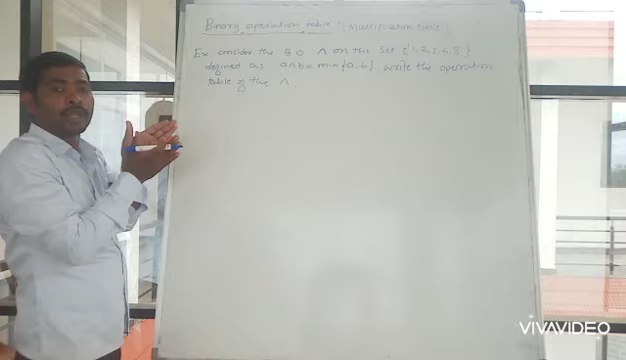 Binary operation table (Multiplication table)
Ex consider the B O Λ on the set {1,2,3,4,5}
defined as aΛb = min{a,b} write the operation
table of the Λ
VIVAVIDEO